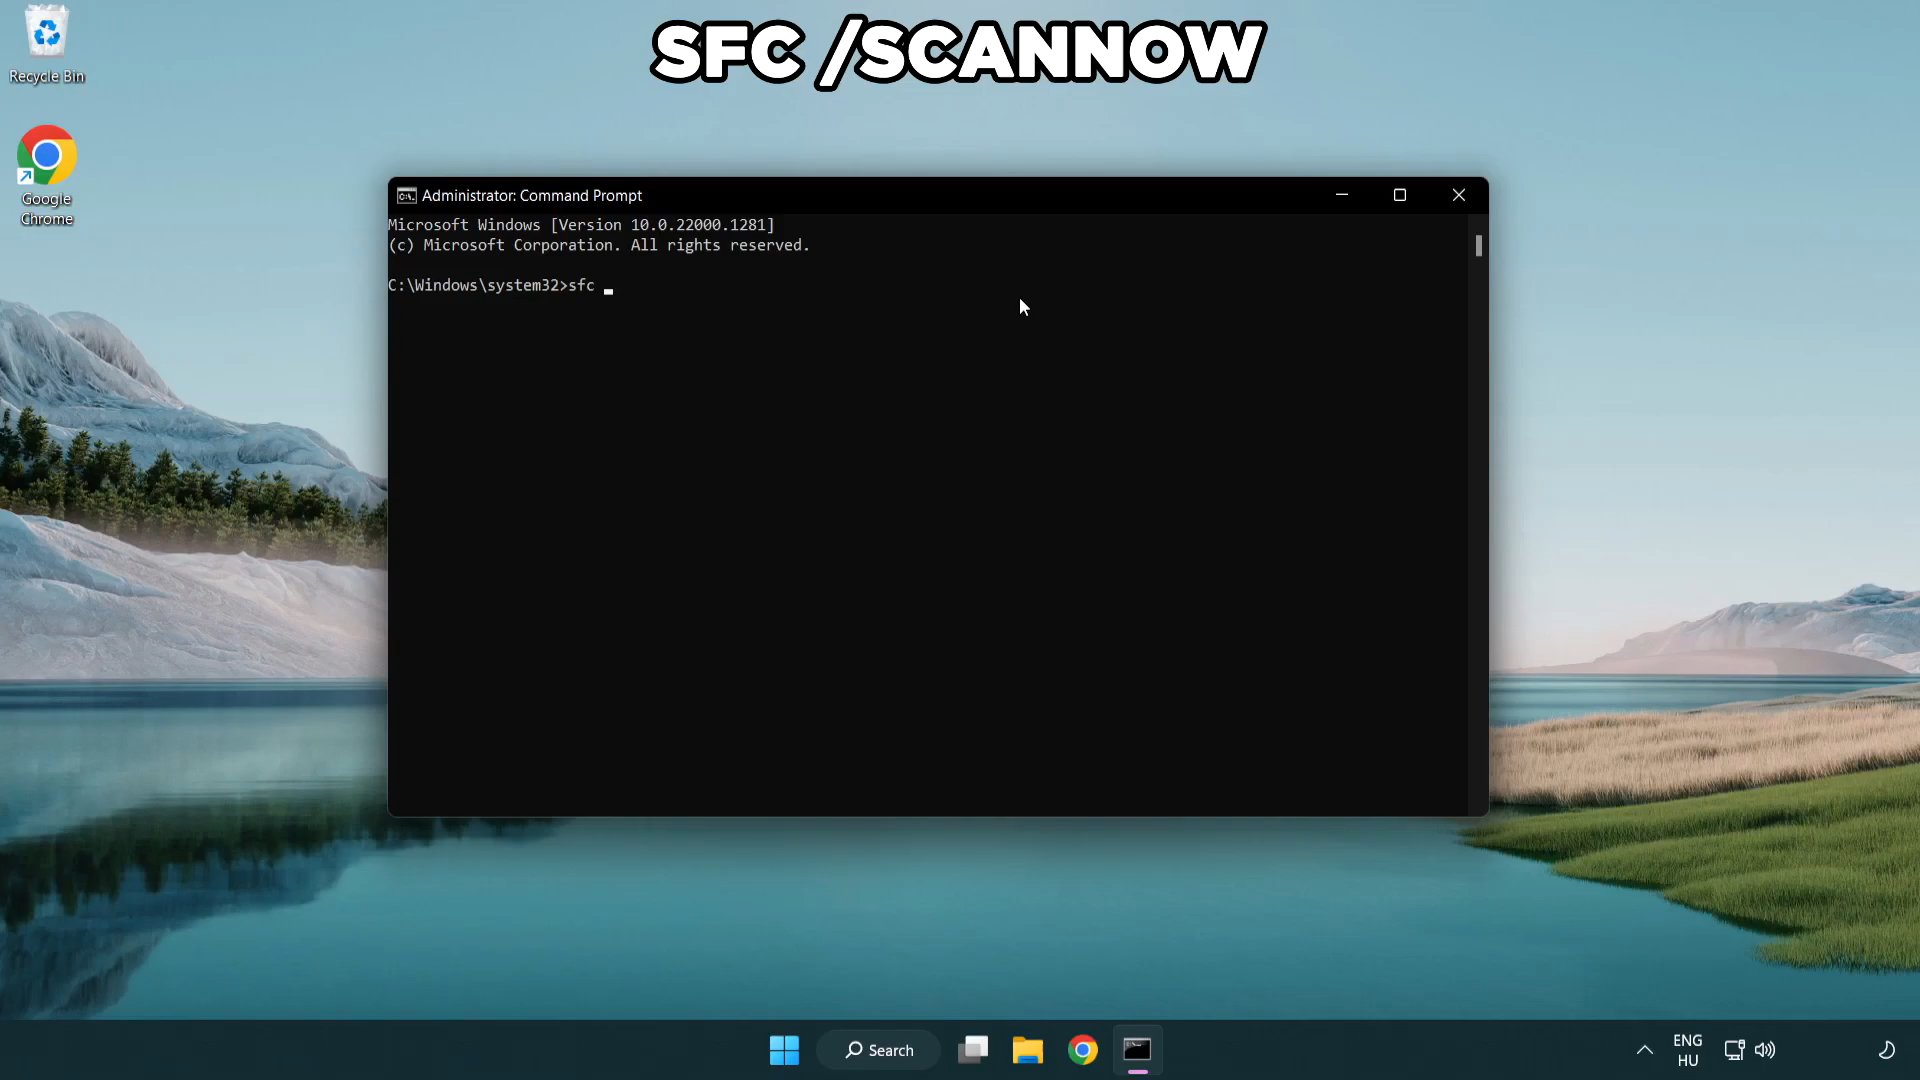 SFC /SCANNOW
Recycle Bin
Google
Chrome
Administrator: Command Prompt
Microsoft Windows [Version 10.0.22000.1281]
(c) Microsoft Corporation. All rights reserved.
C:\Windows\system32>sfc
Search
ENG
HU